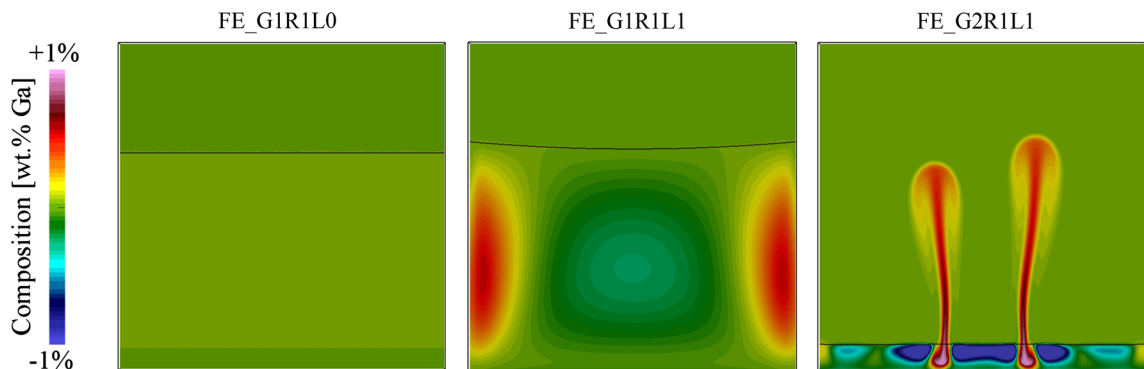 FE_G1R1L0
FE_G1R1L1
FE_G2R1L1
+1%
Composition [wt.% Ga]
-1%